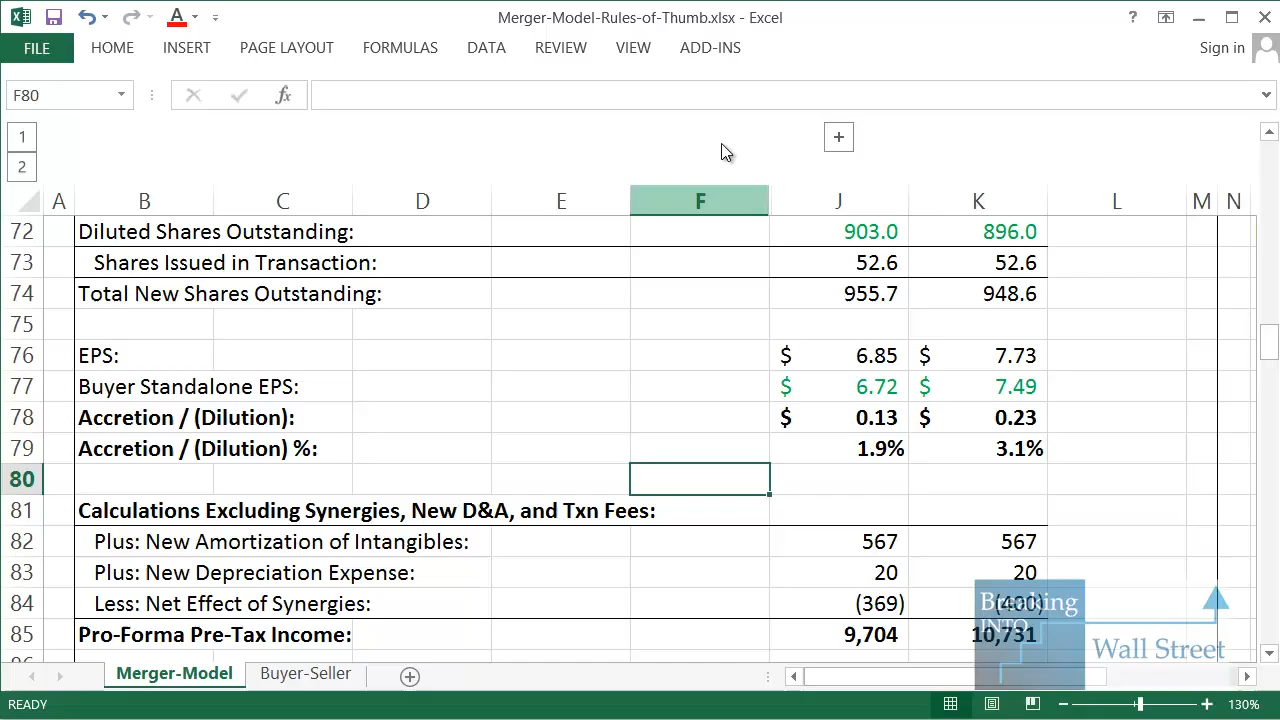 Merger-Model-Rules-of-Thumb.xlsx - Excel
?
FILE HOME INSERT PAGE LAYOUT FORMULAS DATA REVIEW VIEW ADD-INS Sign in
F80 fx
1
2
A B C D E F J K L M N
72 Diluted Shares Outstanding: 903.0 896.0
73 Shares Issued in Transaction: 52.6 52.6
74 Total New Shares Outstanding: 955.7 948.6
75
76 EPS: $ 6.85 $ 7.73
77 Buyer Standalone EPS: $ 6.72 $ 7.49
78 Accretion / (Dilution): $ 0.13 $ 0.23
79 Accretion / (Dilution) %: 1.9% 3.1%
80
81 Calculations Excluding Synergies, New D&A, and Txn Fees:
82 Plus: New Amortization of Intangibles: 567 567
83 Plus: New Depreciation Expense: 20 20
84 Less: Net Effect of Synergies: (369)
85 Pro-Forma Pre-Tax Income: 9,704 10,731
Breaking
INTO
Wall Street
Merger-Model Buyer-Seller
READY 130%